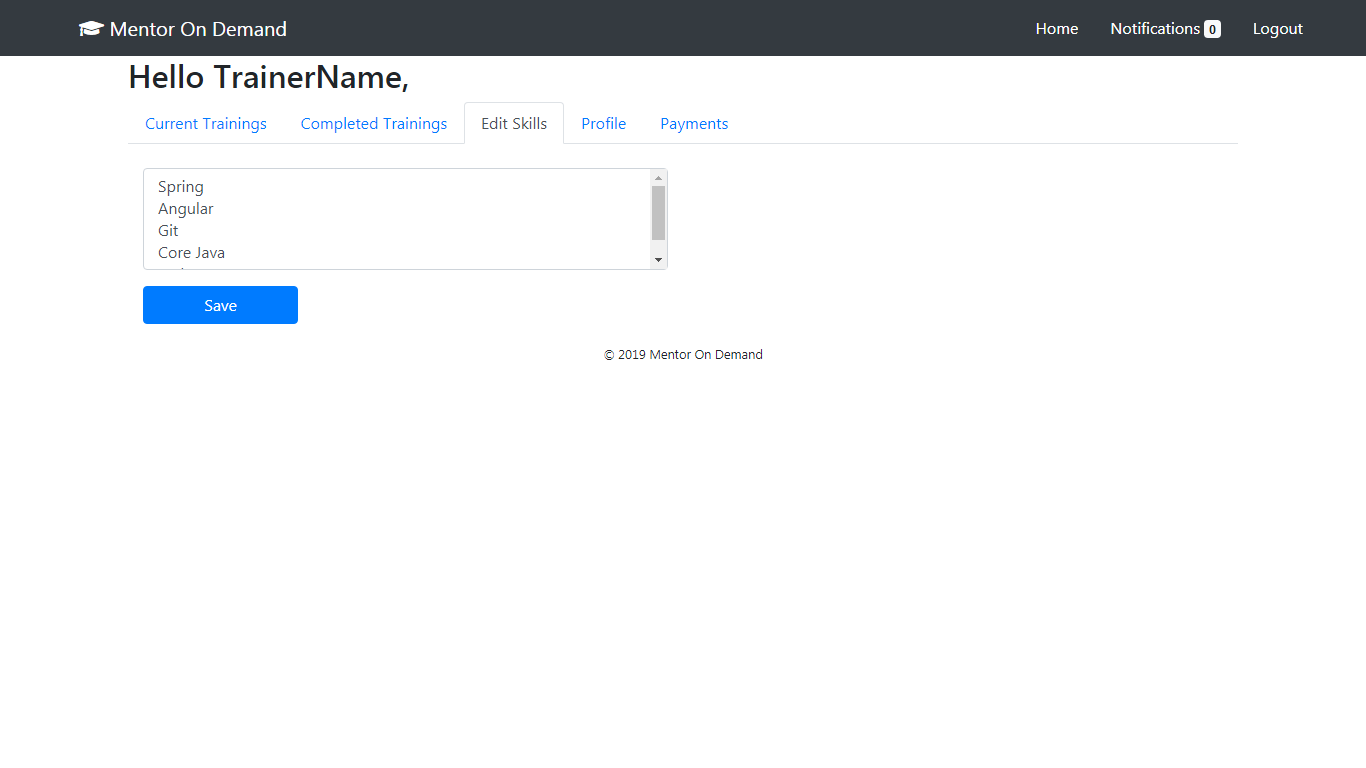 Mentor On Demand Home Notifications 0 Logout
Hello TrainerName,
Current Trainings Completed Trainings Edit Skills Profile Payments
Spring
Angular
Git
Core Java
Save
© 2019 Mentor On Demand